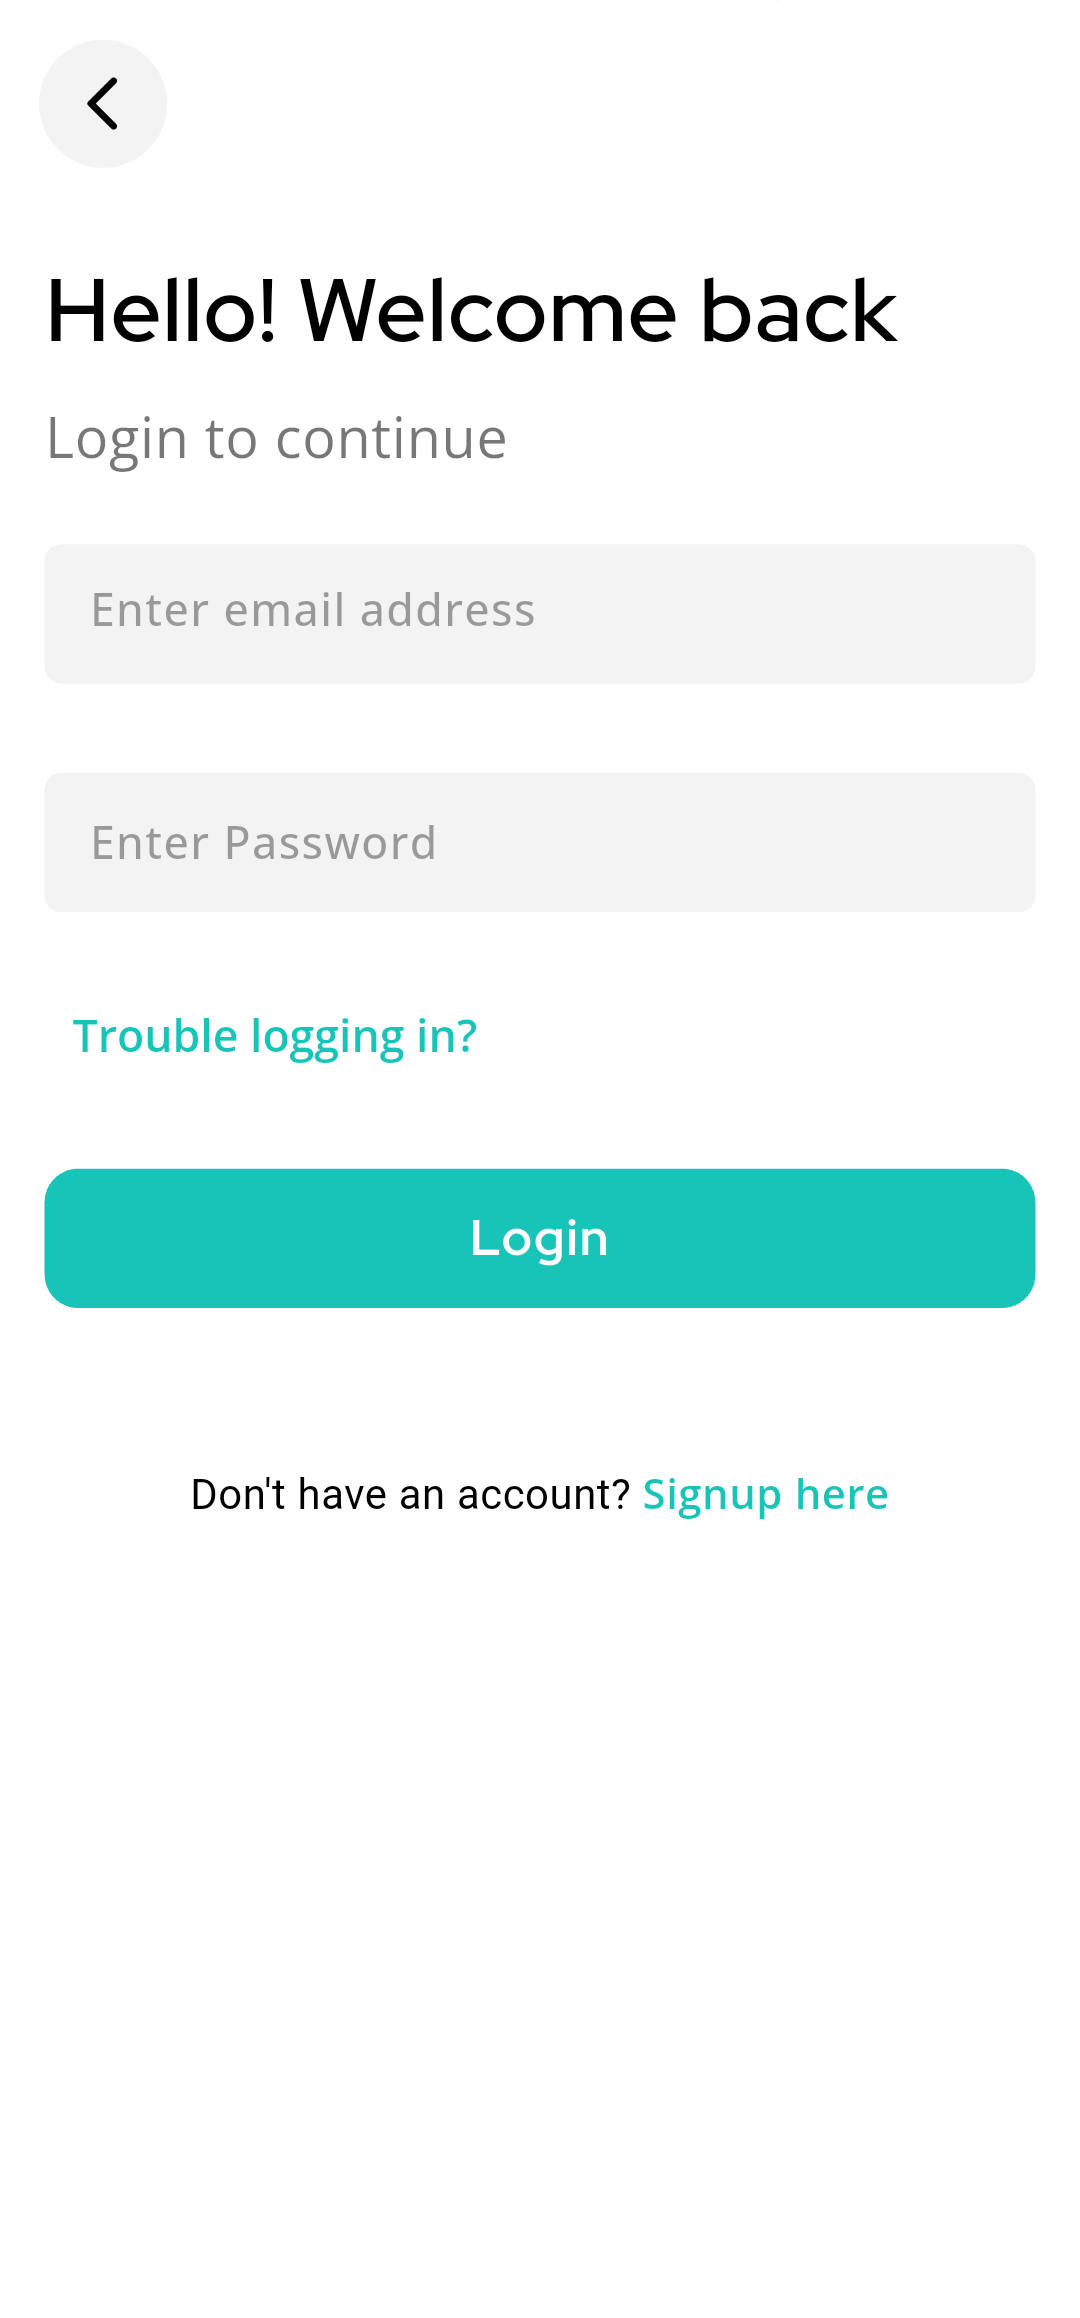 Hello! Welcome back
Login to continue
Enter email address
Enter Password
Trouble logging in?
Login
Don't have an account? Signup here